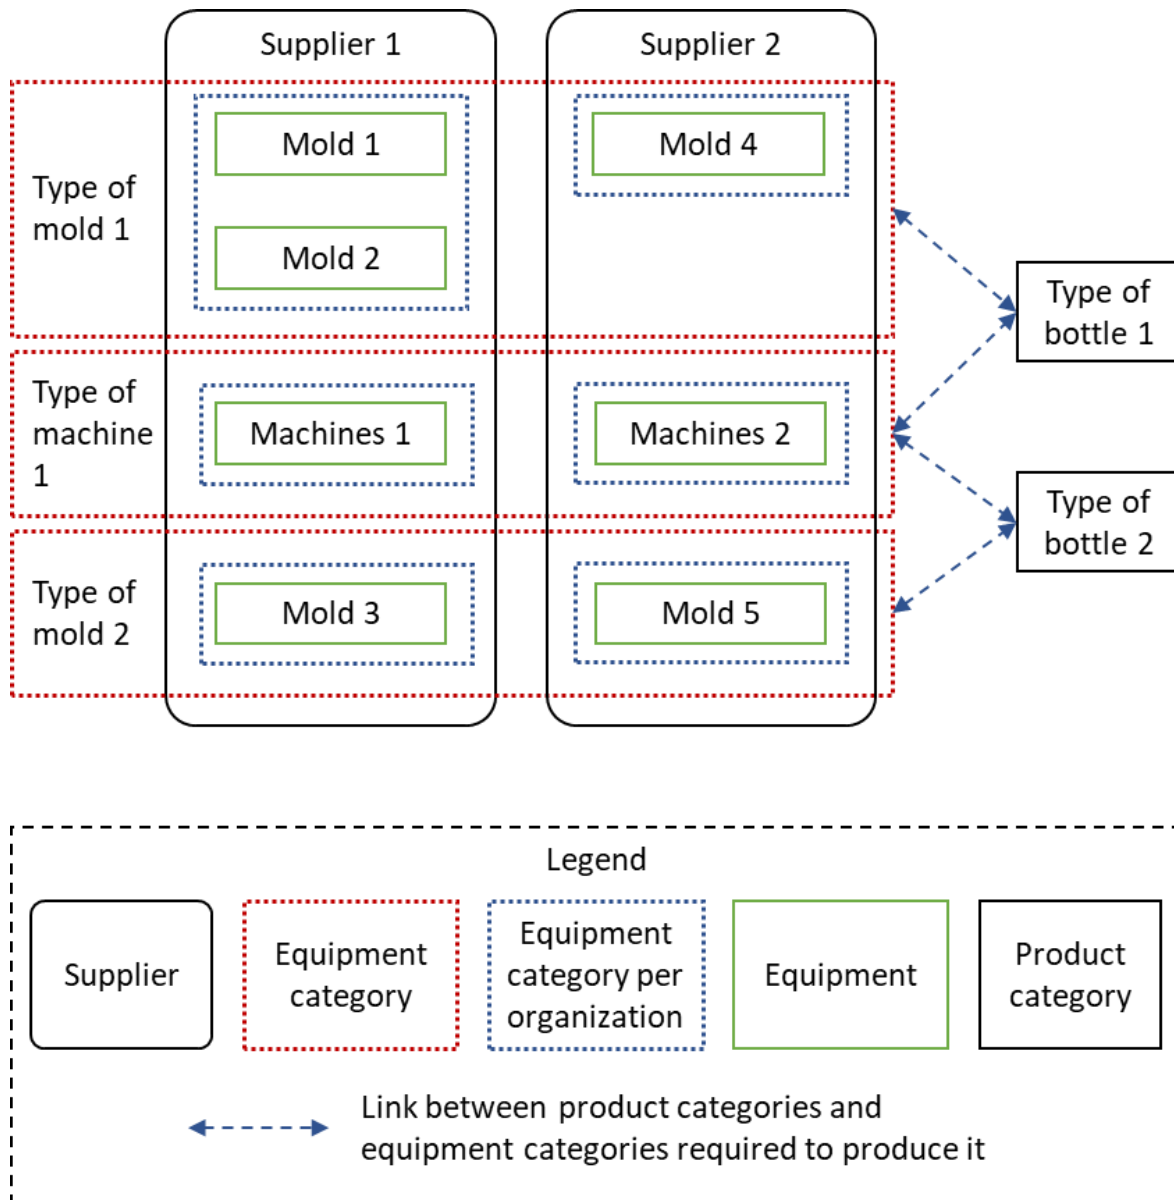 Supplier 1
Supplier 2
Type of
mold 1
Mold 1
Mold 2
Mold 4
Type of
bottle 1
Type of
machine
1
Machines 1
Machines 2
Type of
bottle 2
Type of
mold 2
Mold 3
Mold 5
Legend
Supplier
Equipment
category
Equipment
category per
organization
Equipment
Product
category
Link between product categories and
equipment categories required to produce it